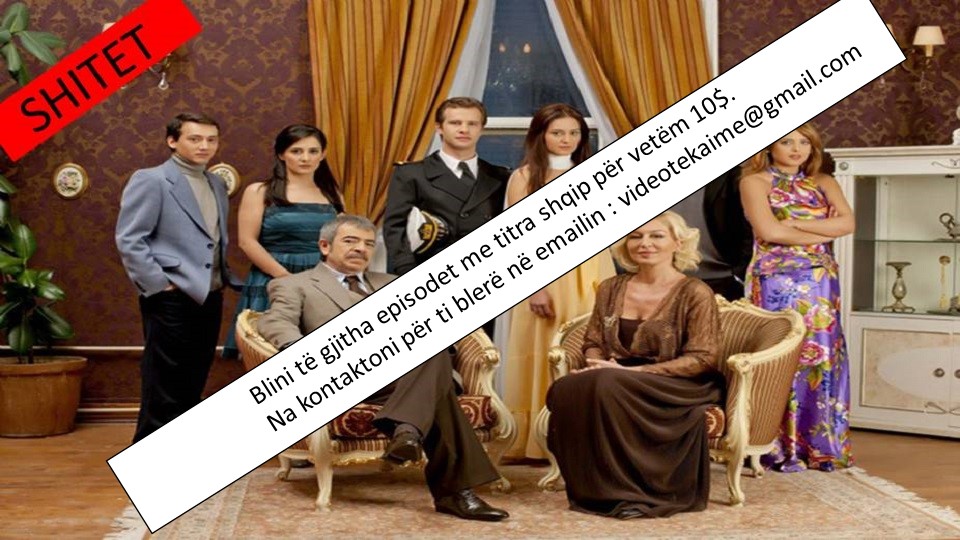 SHITET
Blini të gjitha episodet me titra shqip për vetëm 10$.
Na kontaktoni për ti blerë në emailin : videotekaime@gmail.com